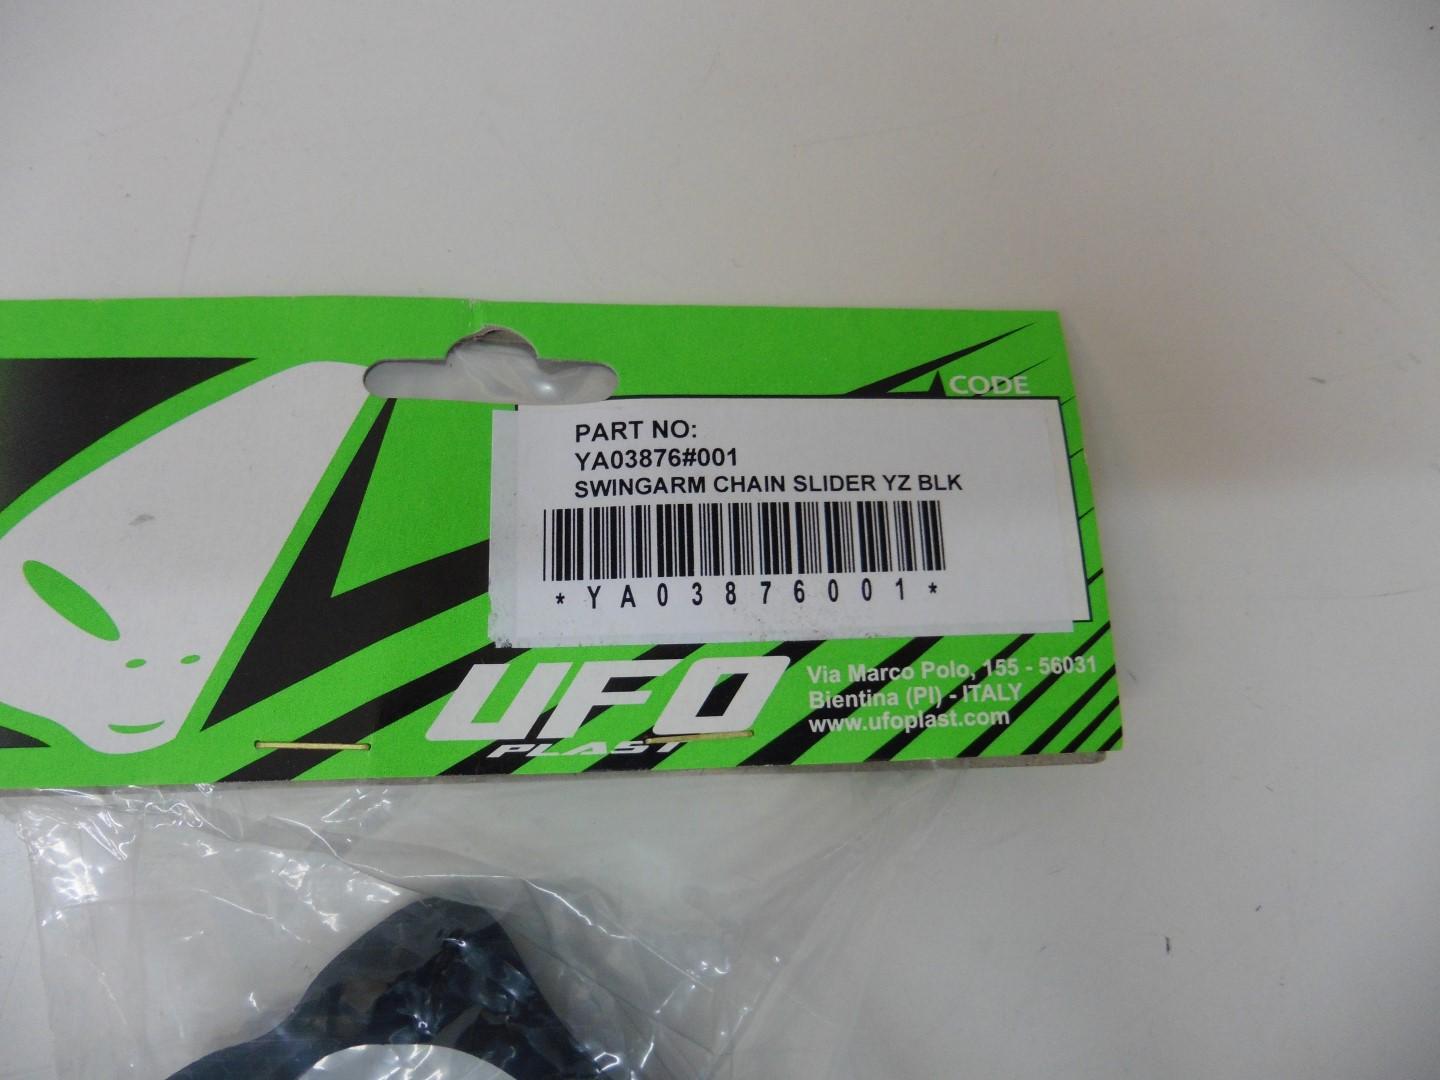 CODE
PART NO:
YA03876#001
SWINGARM CHAIN SLIDER YZ BLK
*YA03876001*
UFO
PLAST
Via Marco Polo, 155 - 56031
Bientina (PI) - ITALY
www.ufoplast.com